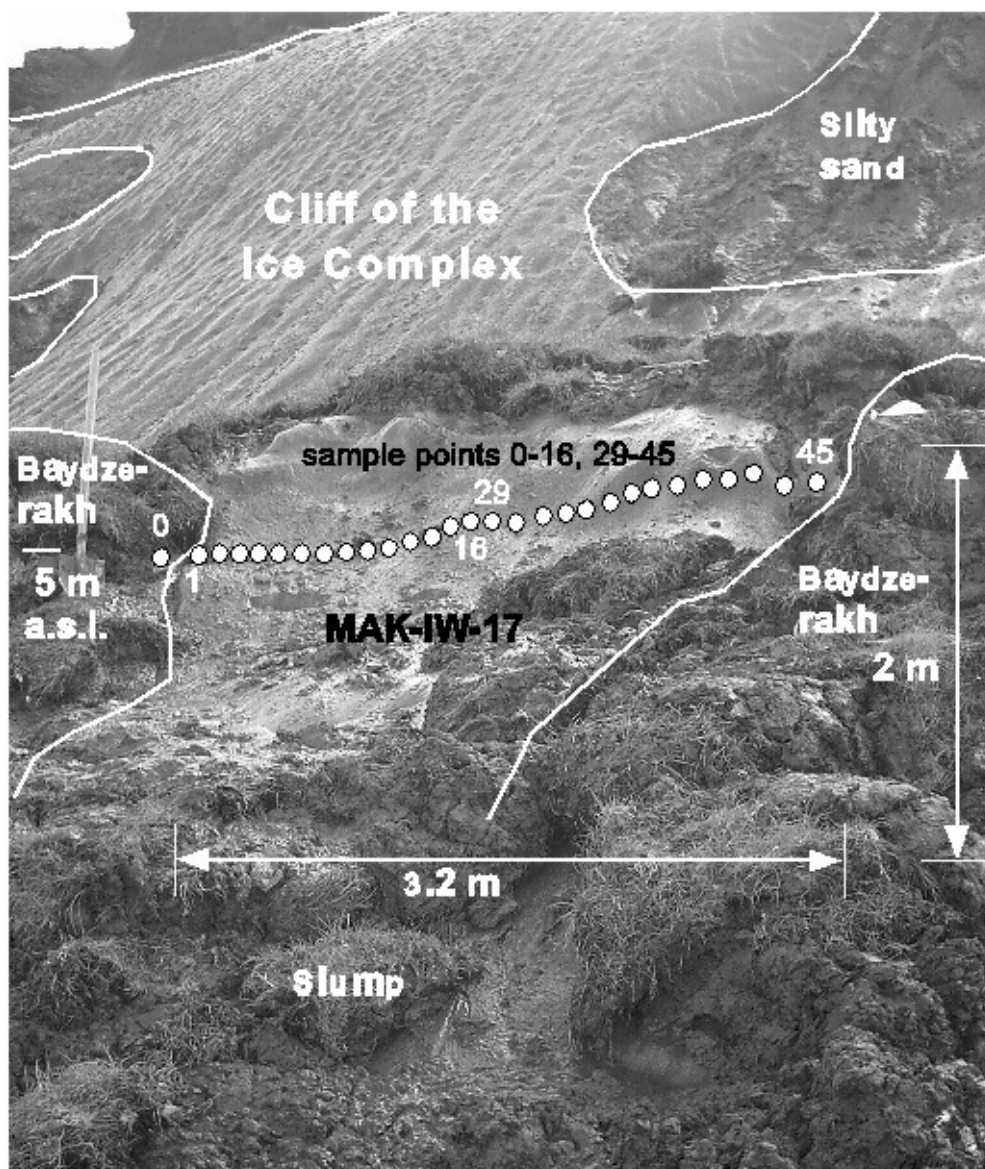 Silty
sand
Cliff of the
Ice Complex
sample points 0-16, 29-45
Baydze-
rakh
0
1
16
29
45
5 m
a.s.l.
MAK-IW-17
Baydze-
rakh
2 m
3.2 m
Slump